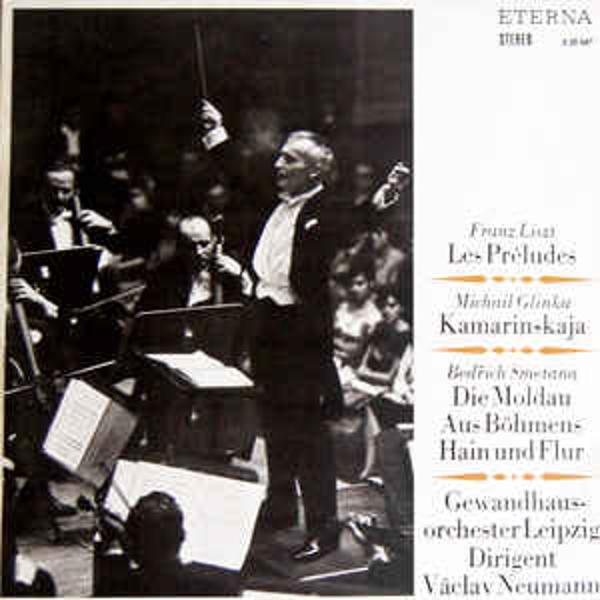 ETERNA
STEREO
Franz Liszt
Les Préludes
Michail Glinka
Kamarinskaja
Bedřich Smetana
Die Moldau
Aus Böhmens
Hain und Flur
Gewandhaus-
orchester Leipzig
Dirigent
Václav Neumann